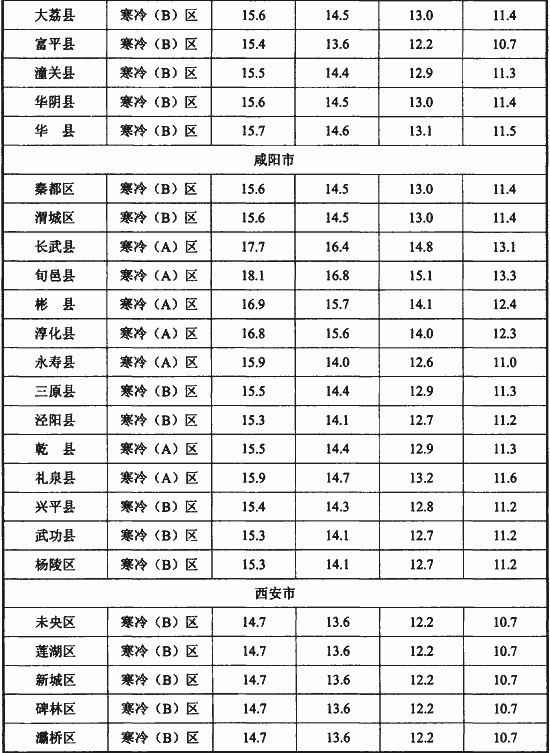 大荔县 寒冷（B）区 15.6 14.5 13.0 11.4
富平县 寒冷（B）区 15.4 13.6 12.2 10.7
潼关县 寒冷（B）区 15.5 14.4 12.9 11.3
华阴县 寒冷（B）区 15.6 14.5 13.0 11.4
华 县 寒冷（B）区 15.7 14.6 13.1 11.5
咸阳市
秦都区 寒冷（B）区 15.6 14.5 13.0 11.4
渭城区 寒冷（B）区 15.6 14.5 13.0 11.4
长武县 寒冷（A）区 17.7 16.4 14.8 13.1
旬邑县 寒冷（A）区 18.1 16.8 15.1 13.3
彬 县 寒冷（A）区 16.9 15.7 14.1 12.4
淳化县 寒冷（A）区 16.8 15.6 14.0 12.3
永寿县 寒冷（A）区 15.9 14.0 12.6 11.0
三原县 寒冷（B）区 15.5 14.4 12.9 11.3
泾阳县 寒冷（B）区 15.3 14.1 12.7 11.2
乾 县 寒冷（A）区 15.5 14.4 12.9 11.3
礼泉县 寒冷（A）区 15.9 14.7 13.2 11.6
兴平县 寒冷（B）区 15.4 14.3 12.8 11.2
武功县 寒冷（B）区 15.3 14.1 12.7 11.2
杨陵区 寒冷（B）区 15.3 14.1 12.7 11.2
西安市
未央区 寒冷（B）区 14.7 13.6 12.2 10.7
莲湖区 寒冷（B）区 14.7 13.6 12.2 10.7
新城区 寒冷（B）区 14.7 13.6 12.2 10.7
碑林区 寒冷（B）区 14.7 13.6 12.2 10.7
灞桥区 寒冷（B）区 14.7 13.6 12.2 10.7